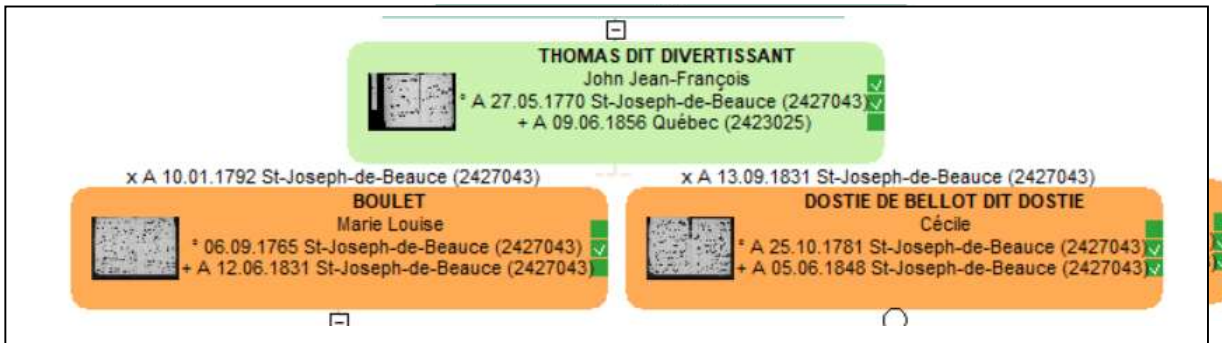 THOMAS DIT DIVERTISSANT
John Jean-François
° A 27.05.1770 St-Joseph-de-Beauce (2427043)
+ A 09.06.1856 Québec (2423025)
x A 10.01.1792 St-Joseph-de-Beauce (2427043)
BOULET
Marie Louise
° 06.09.1765 St-Joseph-de-Beauce (2427043)
+ A 12.06.1831 St-Joseph-de-Beauce (2427043)
x A 13.09.1831 St-Joseph-de-Beauce (2427043)
DOSTIE DE BELLOT DIT DOSTIE
Cécile
° A 25.10.1781 St-Joseph-de-Beauce (2427043)
+ A 05.06.1848 St-Joseph-de-Beauce (2427043)